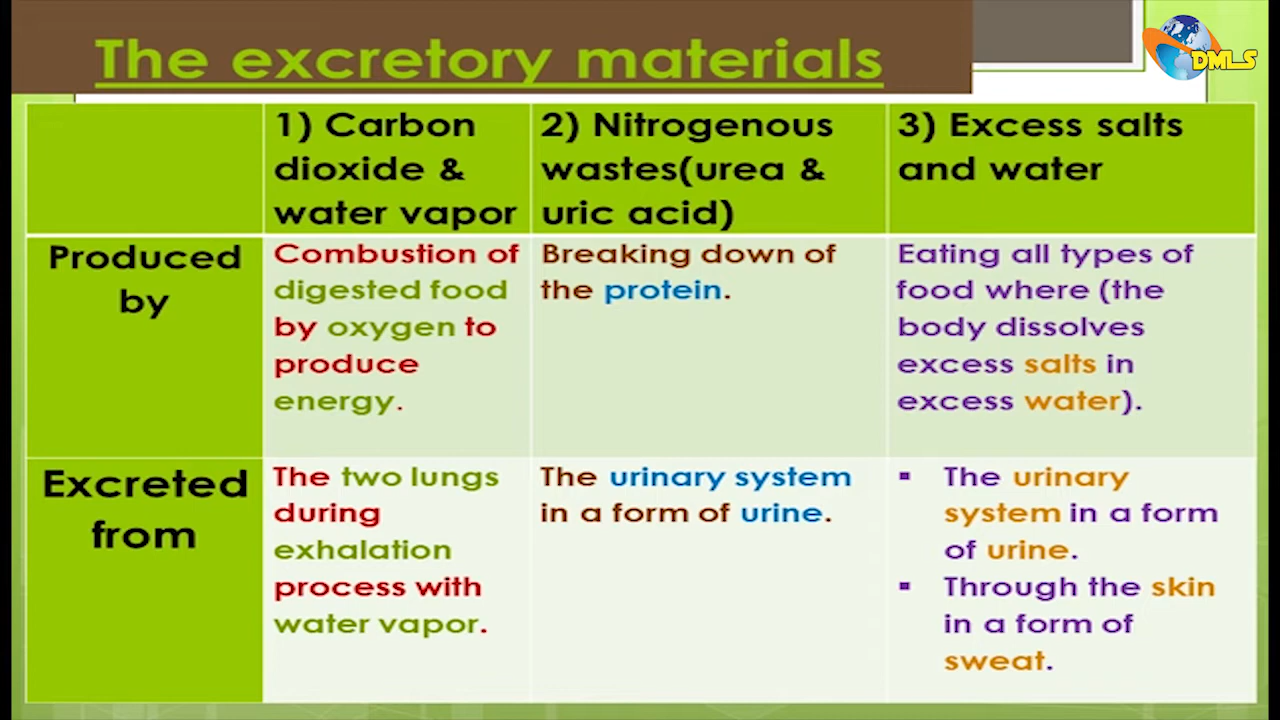 The excretory materials
DMLS
1) Carbon
dioxide &
water vapor
2) Nitrogenous
wastes(urea &
uric acid)
3) Excess salts
and water
Produced
by
Combustion of
digested food
by oxygen to
produce
energy.
Breaking down of
the protein.
Eating all types of
food where (the
body dissolves
excess salts in
excess water).
Excreted
from
The two lungs
during
exhalation
process with
water vapor.
The urinary system
in a form of urine.
▪ The urinary
system in a form
of urine.
▪ Through the skin
in a form of
sweat.